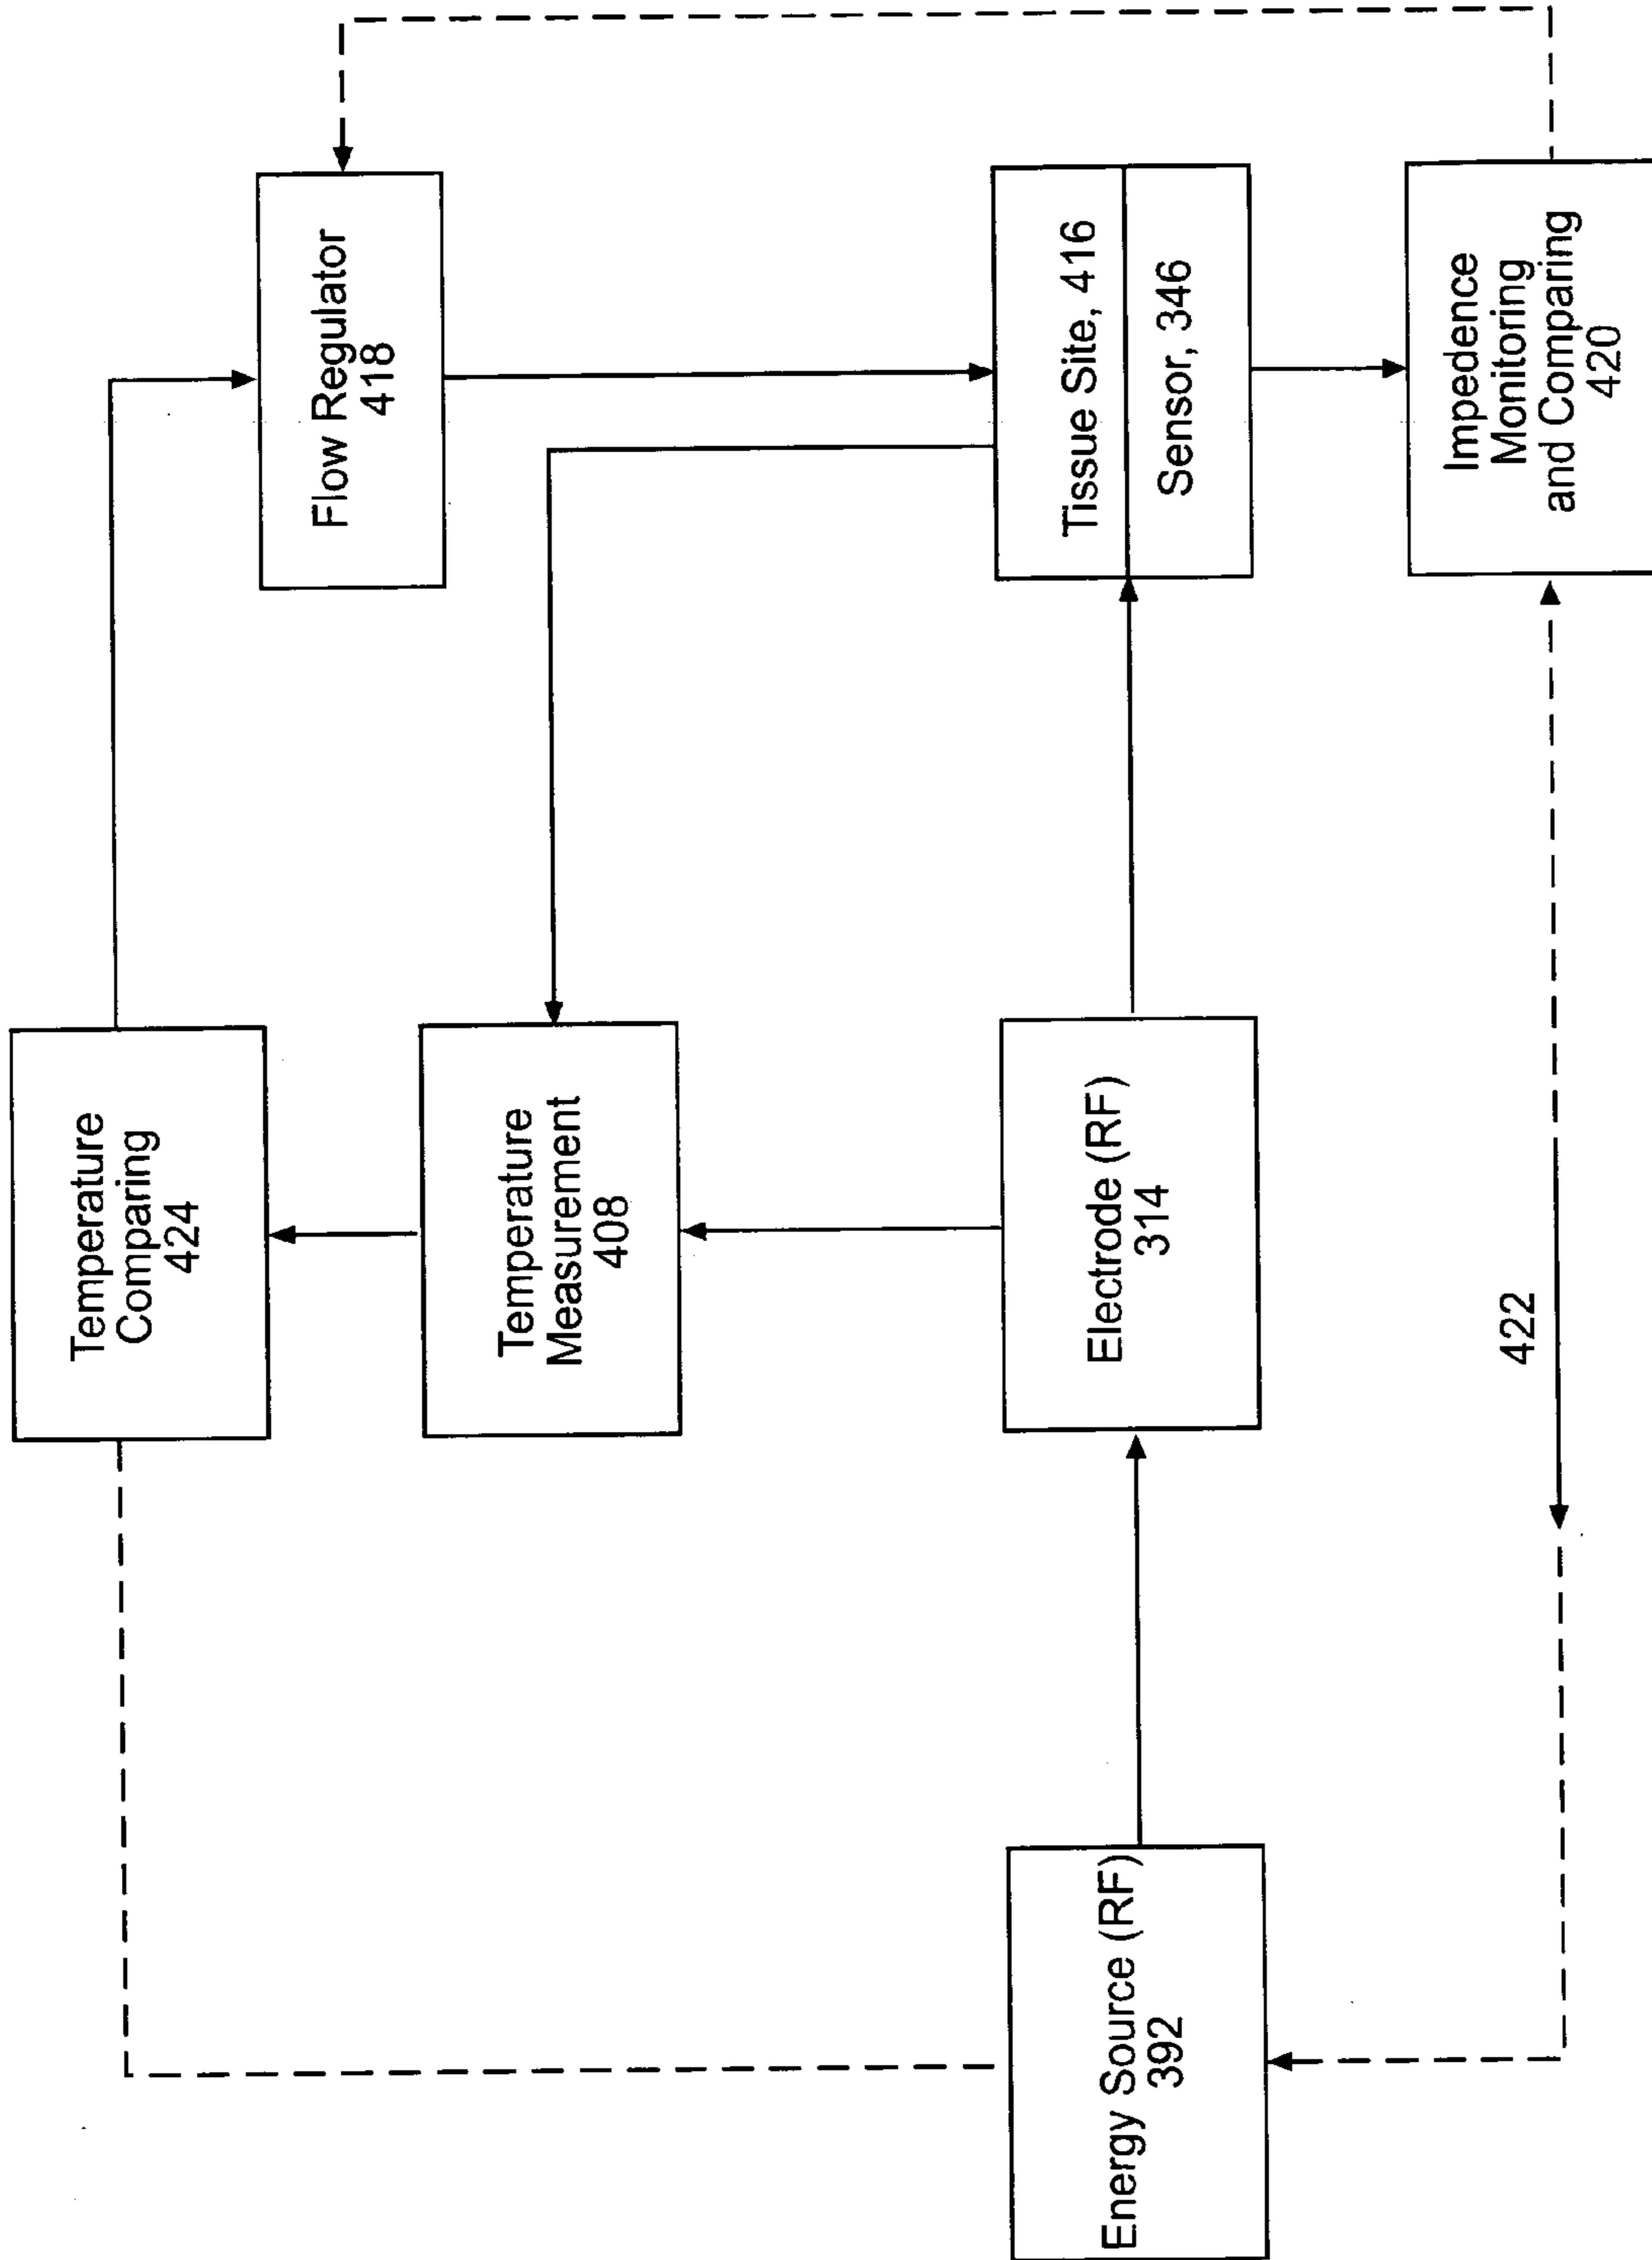 Temperature
Comparing
424
Flow Regulator
418
Temperature
Measurement
408
Energy Source (RF)
392
Electrode (RF)
314
Tissue Site, 416
Sensor, 346
422
Impedence
Monitoring
and Comparing
420